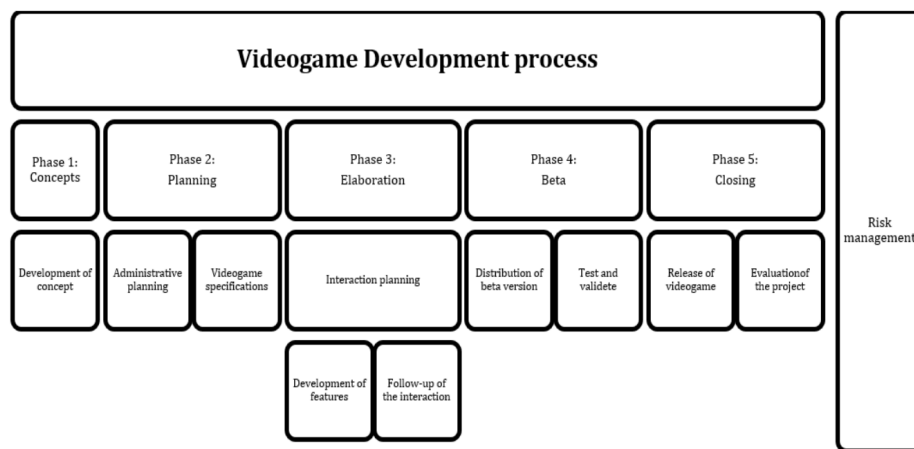 Videogame Development process
Phase 1:
Concepts
Phase 2:
Planning
Phase 3:
Elaboration
Phase 4:
Beta
Phase 5:
Closing
Risk
management
Development of
concept
Administrative
planning
Videogame
specifications
Interaction planning
Distribution of
beta version
Test and
validete
Release of
videogame
Evaluationof
the project
Development of
features
Follow-up of
the interaction